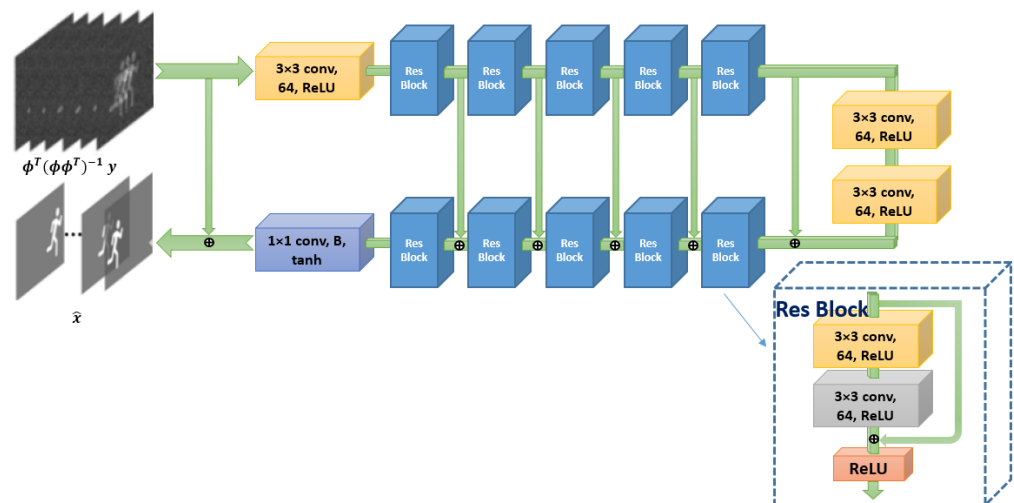 3×3 conv,
64, ReLU
Res
Block
Res
Block
Res
Block
Res
Block
Res
Block
3×3 conv,
64, ReLU
3×3 conv,
64, ReLU
𝝓ᵀ(𝝓𝝓ᵀ)⁻¹ y
1×1 conv, B,
tanh
Res
Block
Res
Block
Res
Block
Res
Block
Res
Block
x̂
Res Block
3×3 conv,
64, ReLU
3×3 conv,
64, ReLU
ReLU